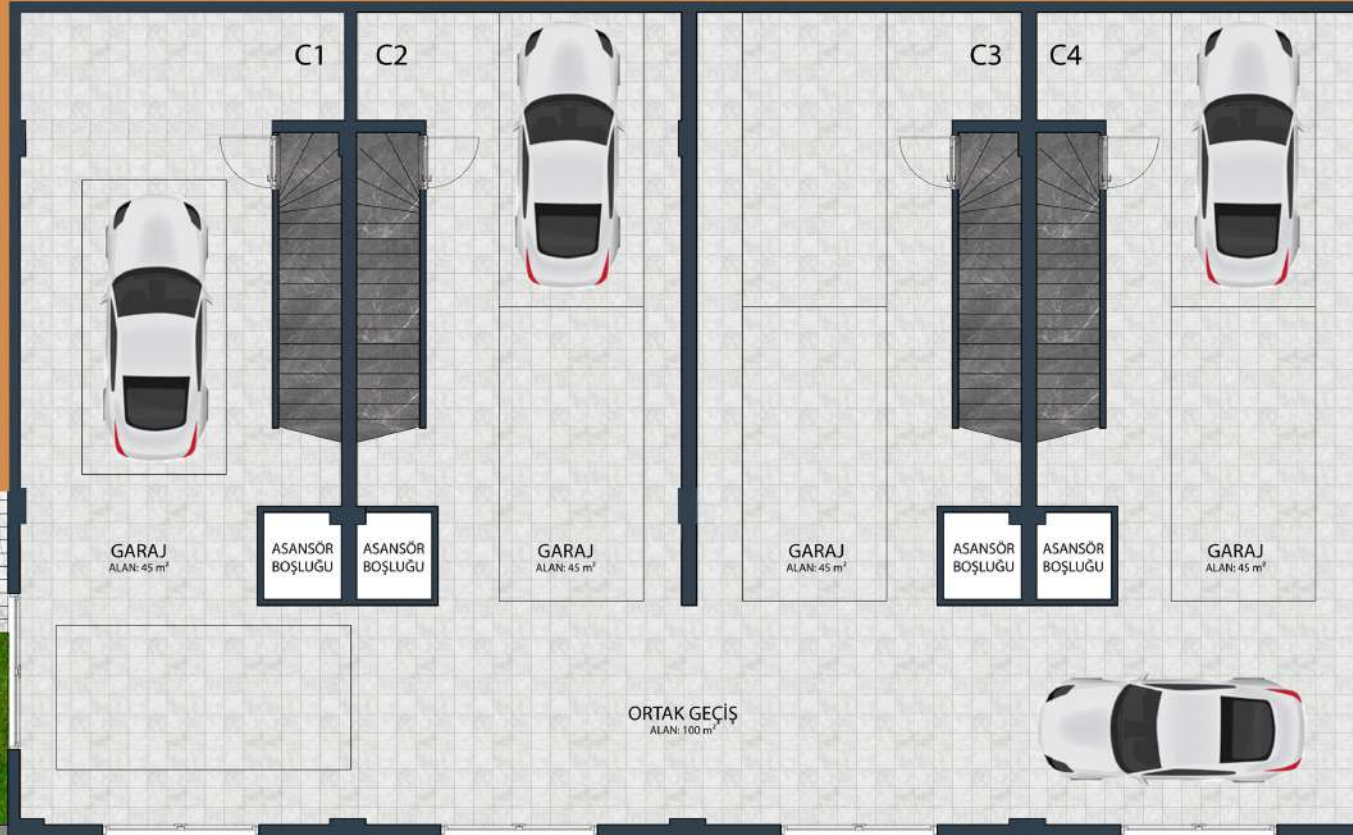 C1
C2
C3
C4
GARAJ
ALAN: 45 m²
ASANSÖR
BOŞLUĞU
ASANSÖR
BOŞLUĞU
GARAJ
ALAN: 45 m²
GARAJ
ALAN: 45 m²
ASANSÖR
BOŞLUĞU
ASANSÖR
BOŞLUĞU
GARAJ
ALAN: 45 m²
ORTAK GEÇİŞ
ALAN: 100 m²